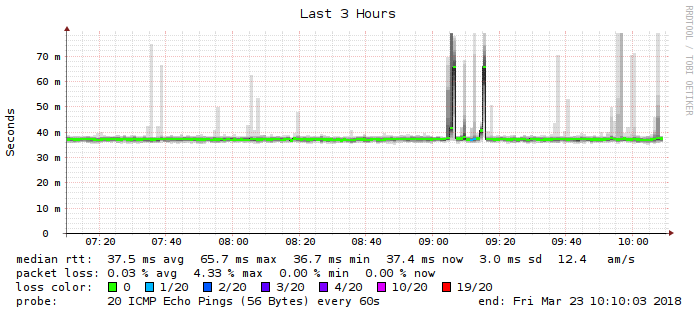 Last 3 Hours
RRDTOOL / TOBI OETIKER
Seconds
70 m
60 m
50 m
40 m
30 m
20 m
10 m
0
07:20 07:40 08:00 08:20 08:40 09:00 09:20 09:40 10:00
median rtt: 37.5 ms avg 65.7 ms max 36.7 ms min 37.4 ms now 3.0 ms sd 12.4 am/s
packet loss: 0.03 % avg 4.33 % max 0.00 % min 0.00 % now
loss color: 0 1/20 2/20 3/20 4/20 10/20 19/20
probe: 20 ICMP Echo Pings (56 Bytes) every 60s end: Fri Mar 23 10:10:03 2018